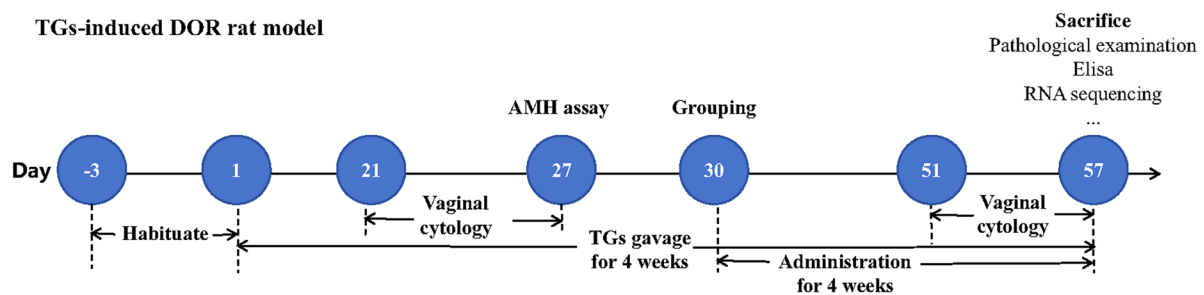 TGs-induced DOR rat model
Sacrifice
Pathological examination
Elisa
RNA sequencing
...
AMH assay
Grouping
Day
-3
1
21
27
30
51
57
Habituate
Vaginal
cytology
Vaginal
cytology
TGs gavage
for 4 weeks
Administration
for 4 weeks